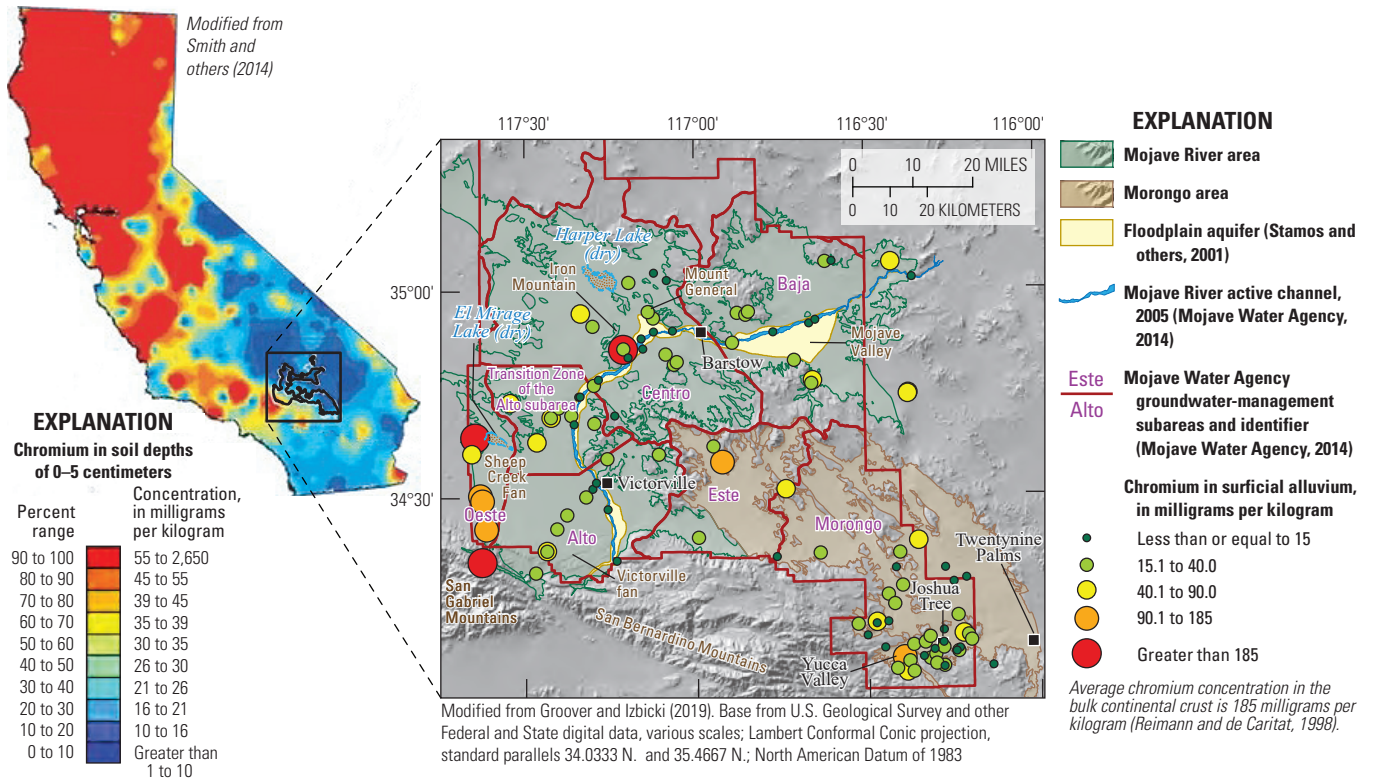 Modified from
Smith and
others (2014)
EXPLANATION
Chromium in soil depths
of 0–5 centimeters
Percent
range
Concentration,
in milligrams
per kilogram
90 to 100 55 to 2,650
80 to 90 45 to 55
70 to 80 39 to 45
60 to 70 35 to 39
50 to 60 30 to 35
40 to 50 26 to 30
30 to 40 21 to 26
20 to 30 16 to 21
10 to 20 10 to 16
0 to 10 Greater than
1 to 10
117°30' 117°00' 116°30' 116°00'
35°00'
34°30'
0 10 20 MILES
0 10 20 KILOMETERS
Harper Lake
(dry)
Iron
Mountain
Mount
General
Baja
El Mirage
Lake (dry)
Mojave
Valley
Barstow
Transition Zone
of the
Alto subarea
Centro
Sheep
Creek
Fan
Victorville
Este
Oeste
Alto
Morongo
Twentynine
Palms
Victorville
fan
San
Gabriel
Mountains
Joshua
Tree
San Bernardino Mountains
Yucca
Valley
Modified from Groover and Izbicki (2019). Base from U.S. Geological Survey and other
Federal and State digital data, various scales; Lambert Conformal Conic projection,
standard parallels 34.0333 N. and 35.4667 N.; North American Datum of 1983
EXPLANATION
Mojave River area
Morongo area
Floodplain aquifer (Stamos and
others, 2001)
Mojave River active channel,
2005 (Mojave Water Agency,
2014)
Este
Alto
Mojave Water Agency
groundwater-management
subareas and identifier
(Mojave Water Agency, 2014)
Chromium in surficial alluvium,
in milligrams per kilogram
Less than or equal to 15
15.1 to 40.0
40.1 to 90.0
90.1 to 185
Greater than 185
Average chromium concentration in the
bulk continental crust is 185 milligrams per
kilogram (Reimann and de Caritat, 1998).